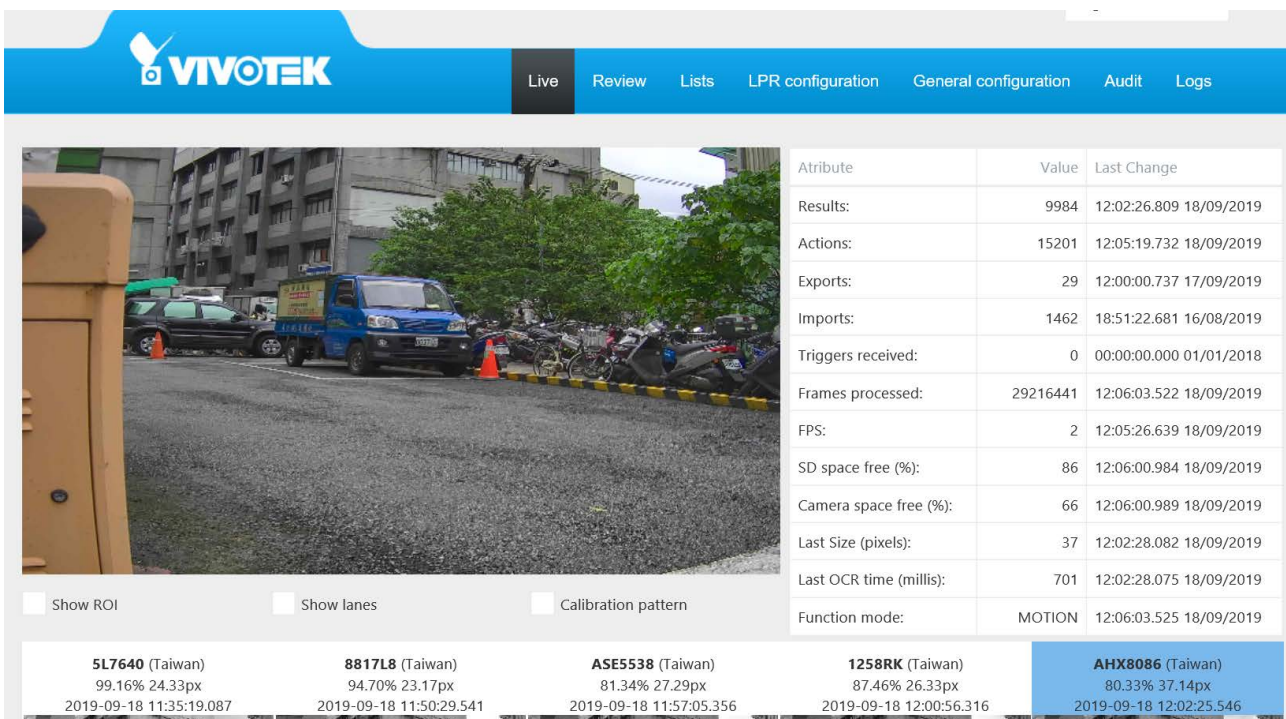 VIVOTEK
Live Review Lists LPR configuration General configuration Audit Logs
Atribute Value Last Change
Results: 9984 12:02:26.809 18/09/2019
Actions: 15201 12:05:19.732 18/09/2019
Exports: 29 12:00:00.737 17/09/2019
Imports: 1462 18:51:22.681 16/08/2019
Triggers received: 0 00:00:00.000 01/01/2018
Frames processed: 29216441 12:06:03.522 18/09/2019
FPS: 2 12:05:26.639 18/09/2019
SD space free (%): 86 12:06:00.984 18/09/2019
Camera space free (%): 66 12:06:00.989 18/09/2019
Last Size (pixels): 37 12:02:28.082 18/09/2019
Last OCR time (millis): 701 12:02:28.075 18/09/2019
Function mode: MOTION 12:06:03.525 18/09/2019
Show ROI Show lanes Calibration pattern
5L7640 (Taiwan) 8817L8 (Taiwan) ASE5538 (Taiwan) 1258RK (Taiwan) AHX8086 (Taiwan)
99.16% 24.33px 94.70% 23.17px 81.34% 27.29px 87.46% 26.33px 80.33% 37.14px
2019-09-18 11:35:19.087 2019-09-18 11:50:29.541 2019-09-18 11:57:05.356 2019-09-18 12:00:56.316 2019-09-18 12:02:25.546